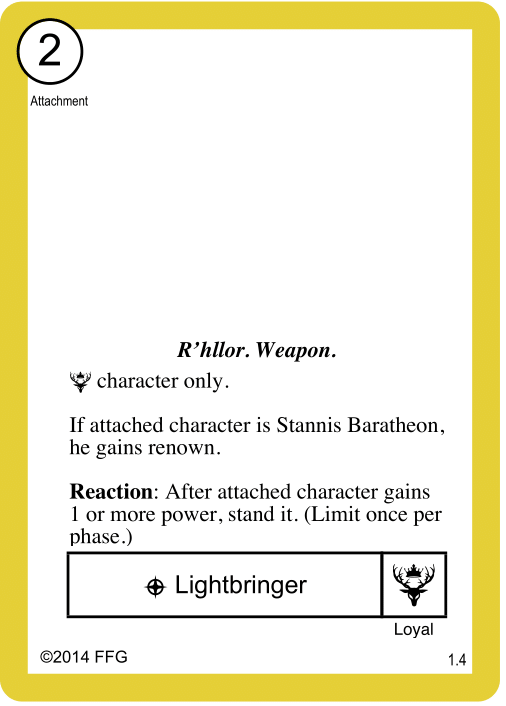 2
Attachment
R’hllor. Weapon.
character only.
If attached character is Stannis Baratheon,
he gains renown.
Reaction: After attached character gains
1 or more power, stand it. (Limit once per
phase.)
Lightbringer
Loyal
©2014 FFG
1.4